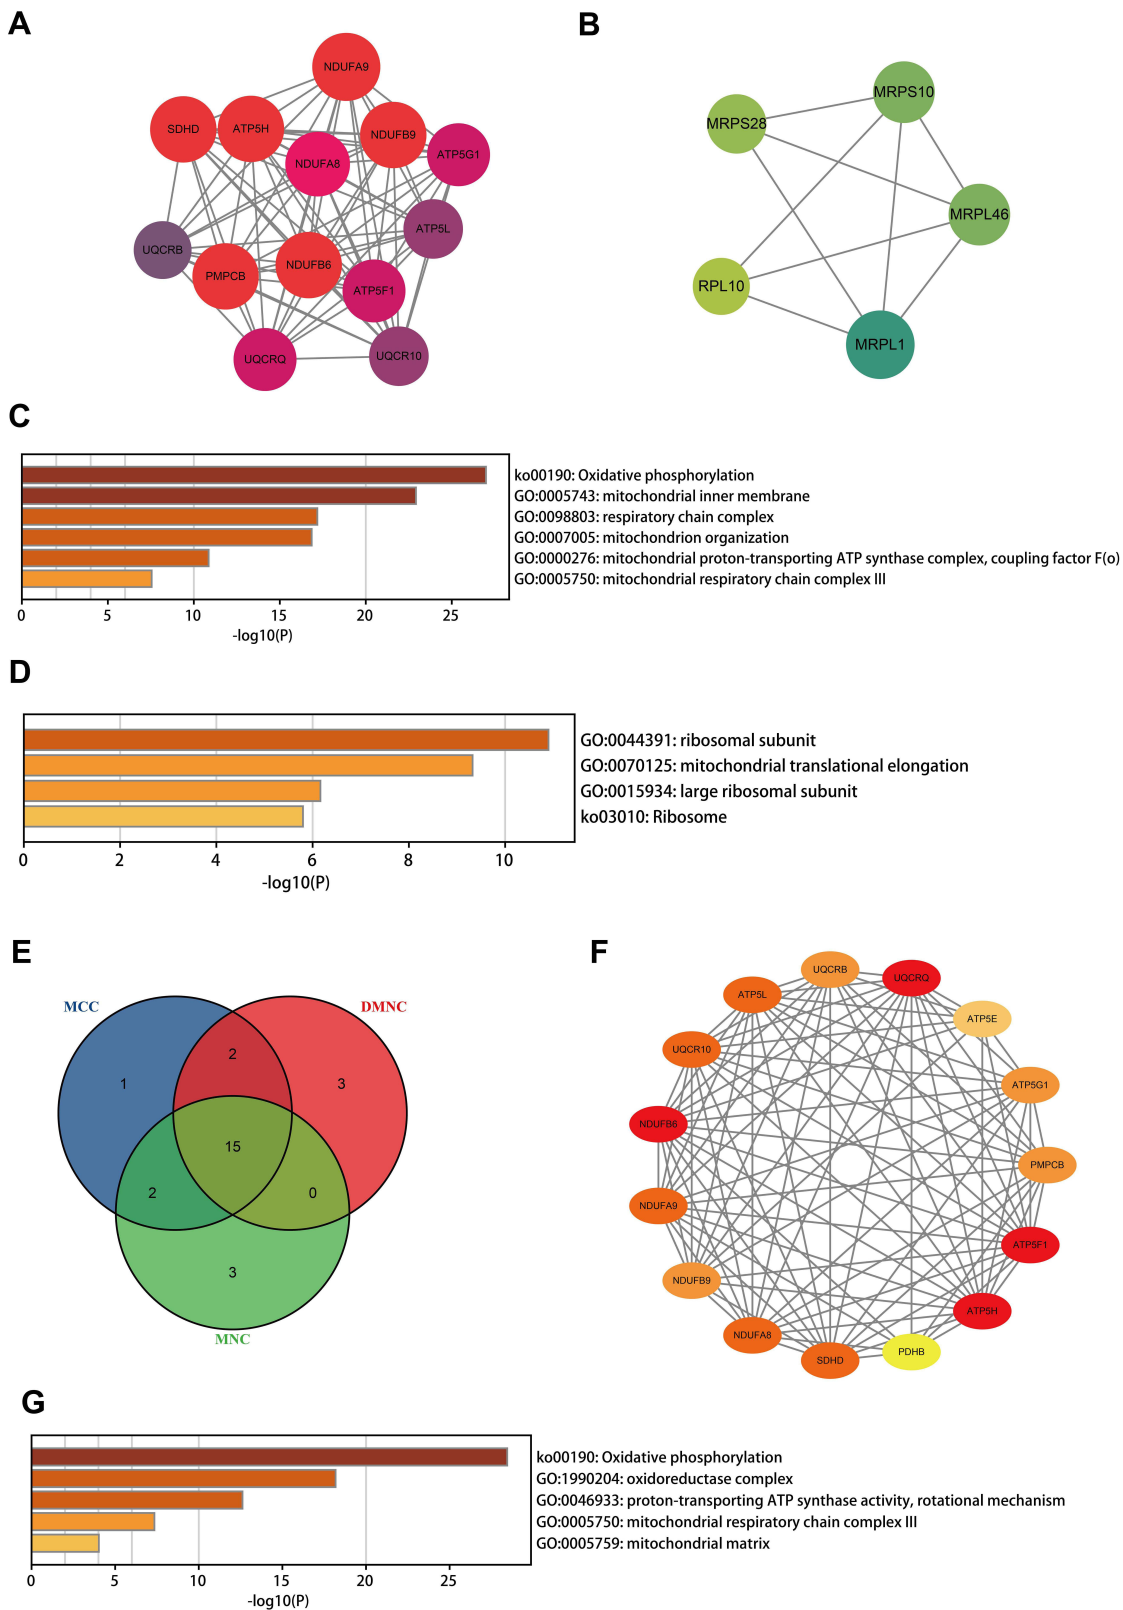 A
NDUFA9
SDHD
ATP5H
NDUFB9
NDUFA8
ATP5G1
UQCRB
ATP5L
PMPCB
NDUFB6
ATP5F1
UQCRQ
UQCR10
B
MRPS10
MRPS28
MRPL46
RPL10
MRPL1
C
ko00190: Oxidative phosphorylation
GO:0005743: mitochondrial inner membrane
GO:0098803: respiratory chain complex
GO:0007005: mitochondrion organization
GO:0000276: mitochondrial proton-transporting ATP synthase complex, coupling factor F(o)
GO:0005750: mitochondrial respiratory chain complex III
0 5 10 15 20 25
-log10(P)
D
GO:0044391: ribosomal subunit
GO:0070125: mitochondrial translational elongation
GO:0015934: large ribosomal subunit
ko03010: Ribosome
0 2 4 6 8 10
-log10(P)
E
MCC
DMNC
2
1
3
15
2
0
3
MNC
F
UQCRB
UQCRQ
ATP5L
ATP5E
UQCR10
ATP5G1
NDUFB6
PMPCB
NDUFA9
ATP5F1
NDUFB9
ATP5H
NDUFA8
PDHB
SDHD
G
ko00190: Oxidative phosphorylation
GO:1990204: oxidoreductase complex
GO:0046933: proton-transporting ATP synthase activity, rotational mechanism
GO:0005750: mitochondrial respiratory chain complex III
GO:0005759: mitochondrial matrix
0 5 10 15 20 25
-log10(P)